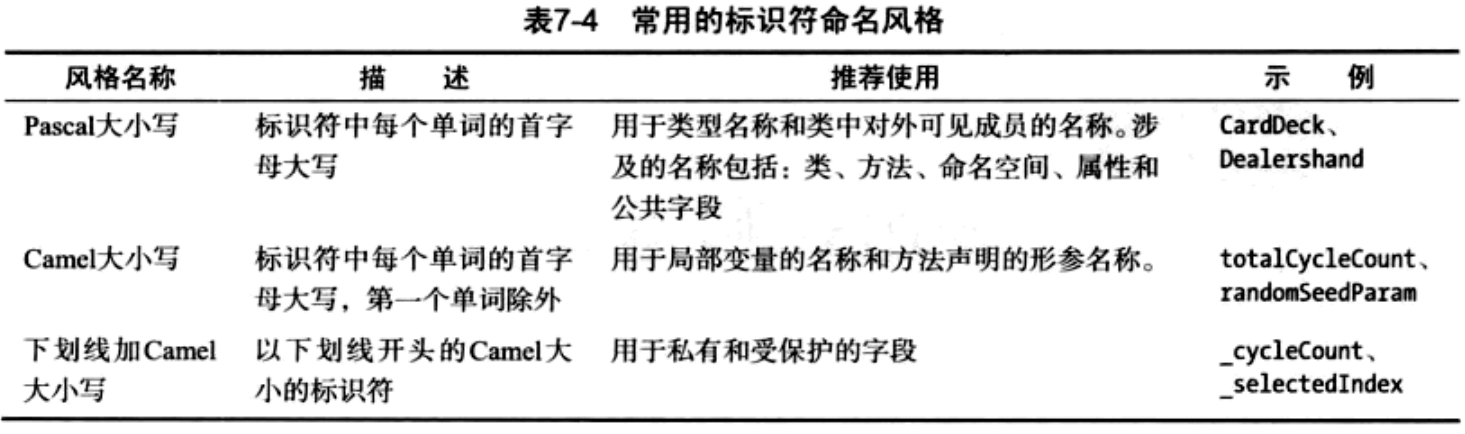 表7-4 常用的标识符命名风格
风格名称 描 述 推荐使用 示 例
Pascal大小写 标识符中每个单词的首字 用于类型名称和类中对外可见成员的名称。涉 CardDeck、
母大写 及的名称包括：类、方法、命名空间、属性和 Dealershand
公共字段
Camel大小写 标识符中每个单词的首字 用于局部变量的名称和方法声明的形参名称。 totalCycleCount、
母大写，第一个单词除外 randomSeedParam
下划线加Camel 以下划线开头的Camel大 用于私有和受保护的字段 _cycleCount、
大小写 小的标识符 _selectedIndex